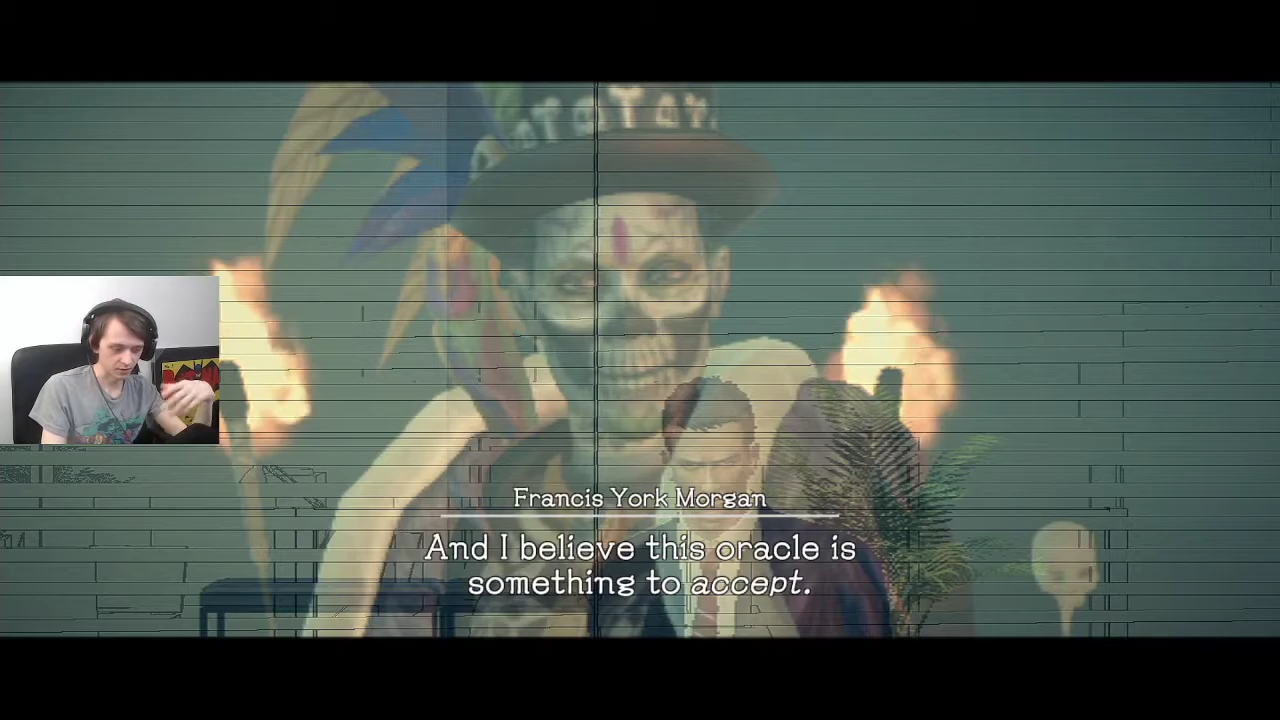 Francis York Morgan
And I believe this oracle is
something to accept.